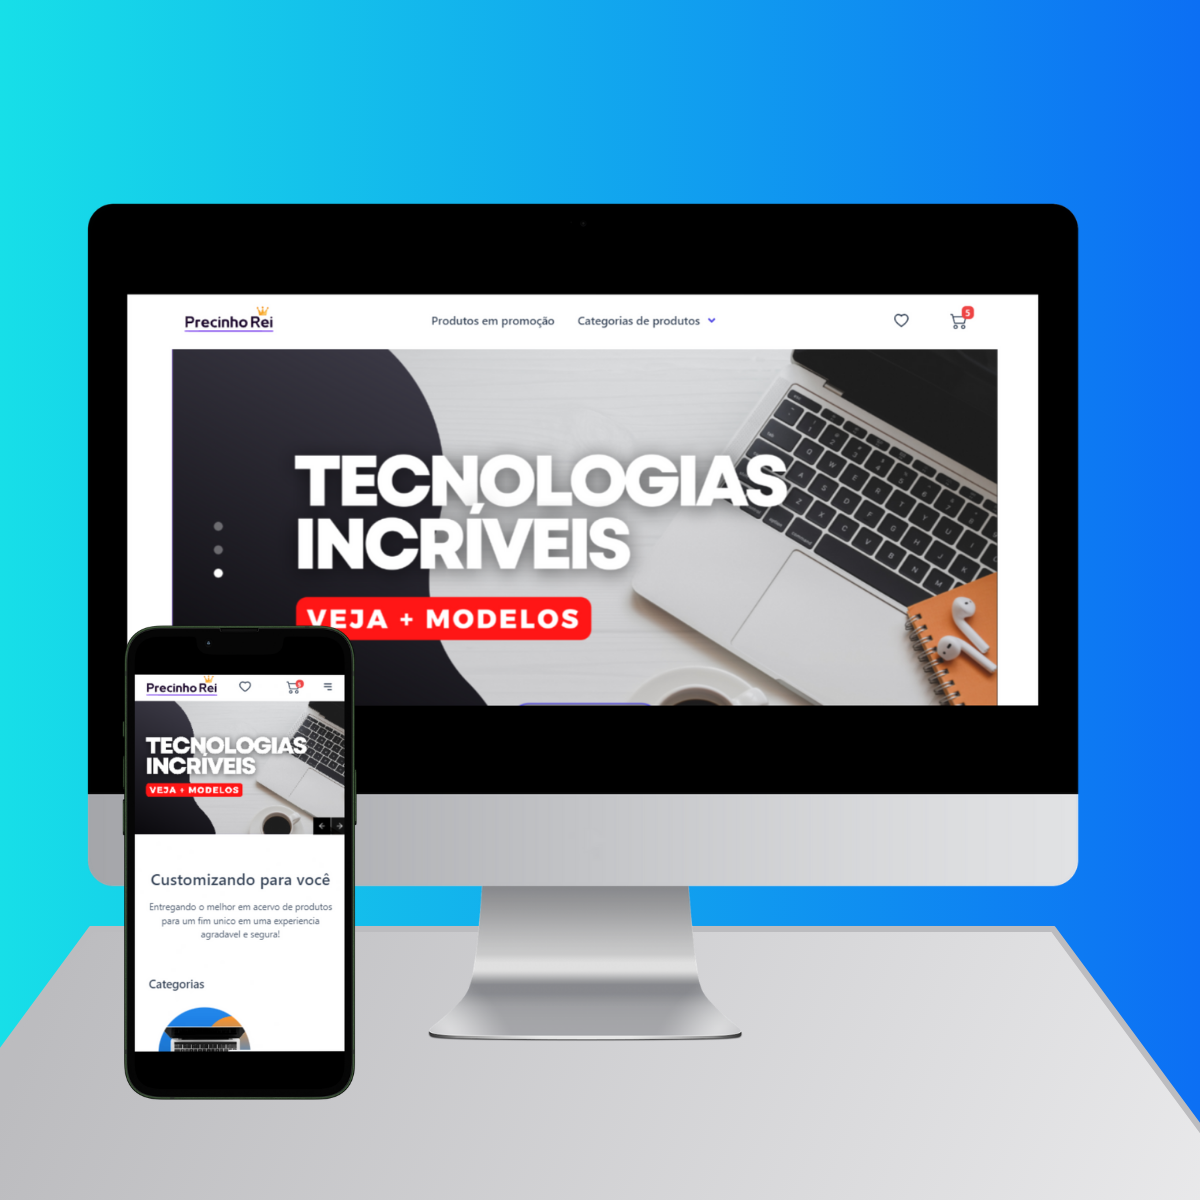 Precinho Rei
Produtos em promoção
Categorias de produtos
5
TECNOLOGIAS
INCRÍVEIS
VEJA + MODELOS
Precinho Rei
5
TECNOLOGIAS
INCRÍVEIS
VEJA + MODELOS
Customizando para você
Entregando o melhor em acervo de produtos
para um fim unico em uma experiencia
agradavel e segura!
Categorias